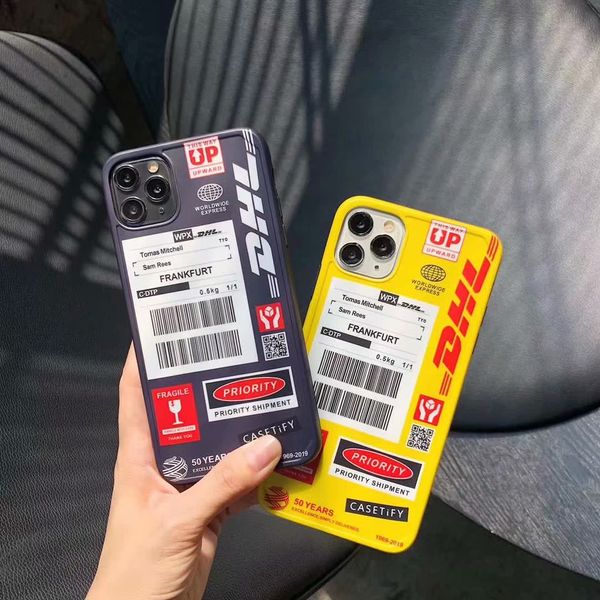 THIS WAY
UP
UPWARD
WORLDWIDE
EXPRESS
DHL
WPX DHL
TYO
Tomas Mitchell
Sam Rees
FRANKFURT
C-DTP
0.5kg 1/1
FRAGILE
THANK YOU
PRIORITY
PRIORITY SHIPMENT
CASETiFY
50 YEARS
EXCELLENCE
1969-2019
UP
UPWARD
WORLDWIDE
EXPRESS
DHL
WPX DHL
TYO
Tomas Mitchell
Sam Rees
FRANKFURT
C-DTP
0.5kg 1/1
PRIORITY
PRIORITY SHIPMENT
CASETiFY
50 YEARS
EXCELLENCE. SIMPLY DELIVERED.
1969-2019